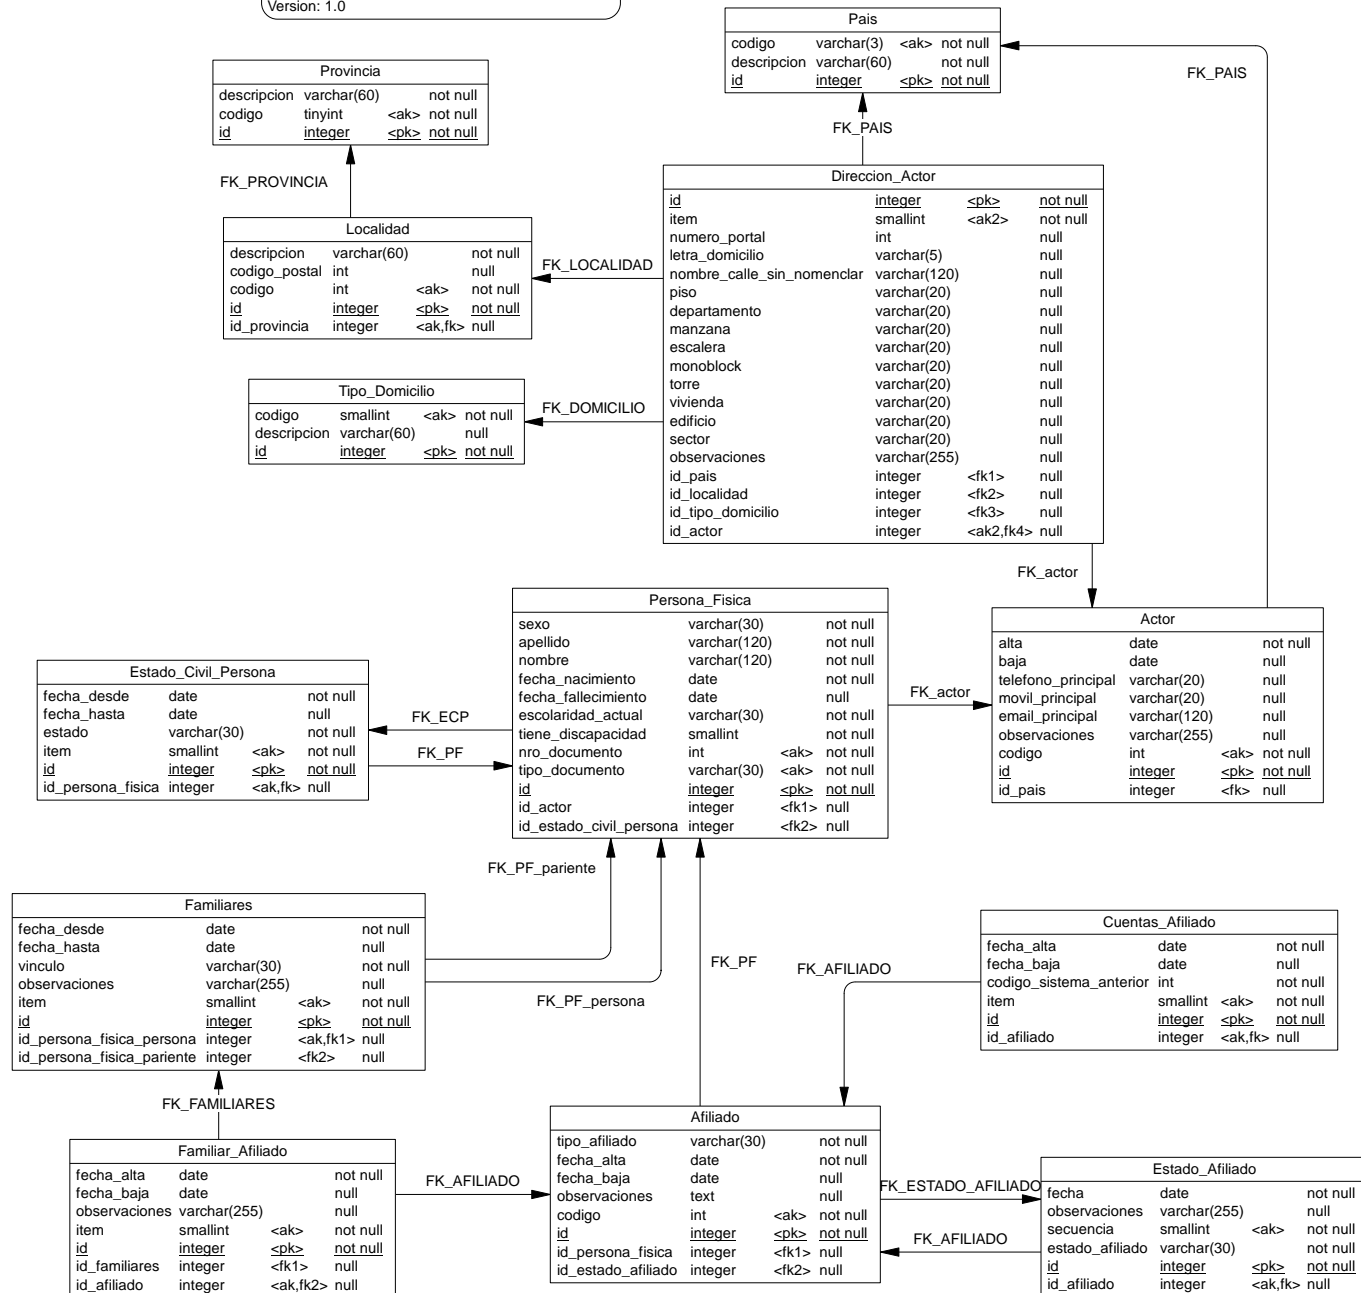 Version: 1.0
Pais
codigo varchar(3) <ak> not null
descripcion varchar(60) not null
id integer <pk> not null
FK_PAIS
FK_PAIS
Provincia
descripcion varchar(60) not null
codigo tinyint <ak> not null
id integer <pk> not null
FK_PROVINCIA
Localidad
descripcion varchar(60) not null
codigo_postal int null
codigo int <ak> not null
id integer <pk> not null
id_provincia integer <ak,fk> null
FK_LOCALIDAD
Direccion_Actor
id integer <pk> not null
item smallint <ak2> not null
numero_portal int null
letra_domicilio varchar(5) null
nombre_calle_sin_nomenclar varchar(120) null
piso varchar(20) null
departamento varchar(20) null
manzana varchar(20) null
escalera varchar(20) null
monoblock varchar(20) null
torre varchar(20) null
vivienda varchar(20) null
edificio varchar(20) null
sector varchar(20) null
observaciones varchar(255) null
id_pais integer <fk1> null
id_localidad integer <fk2> null
id_tipo_domicilio integer <fk3> null
id_actor integer <ak2,fk4> null
Tipo_Domicilio
codigo smallint <ak> not null
descripcion varchar(60) null
id integer <pk> not null
FK_DOMICILIO
FK_actor
Persona_Fisica
sexo varchar(30) not null
apellido varchar(120) not null
nombre varchar(120) not null
fecha_nacimiento date not null
fecha_fallecimiento date null
escolaridad_actual varchar(30) not null
tiene_discapacidad smallint not null
nro_documento int <ak> not null
tipo_documento varchar(30) <ak> not null
id integer <pk> not null
id_actor integer <fk1> null
id_estado_civil_persona integer <fk2> null
FK_actor
Actor
alta date not null
baja date null
telefono_principal varchar(20) null
movil_principal varchar(20) null
email_principal varchar(120) null
observaciones varchar(255) null
codigo int <ak> not null
id integer <pk> not null
id_pais integer <fk> null
Estado_Civil_Persona
fecha_desde date not null
fecha_hasta date null
estado varchar(30) not null
item smallint <ak> not null
id integer <pk> not null
id_persona_fisica integer <ak,fk> null
FK_ECP
FK_PF
FK_PF_pariente
Familiares
fecha_desde date not null
fecha_hasta date null
vinculo varchar(30) not null
observaciones varchar(255) null
item smallint <ak> not null
id integer <pk> not null
id_persona_fisica_persona integer <ak,fk1> null
id_persona_fisica_pariente integer <fk2> null
FK_PF_persona
FK_PF
FK_AFILIADO
Cuentas_Afiliado
fecha_alta date not null
fecha_baja date null
codigo_sistema_anterior int not null
item smallint <ak> not null
id integer <pk> not null
id_afiliado integer <ak,fk> null
FK_FAMILIARES
Familiar_Afiliado
fecha_alta date not null
fecha_baja date null
observaciones varchar(255) null
item smallint <ak> not null
id integer <pk> not null
id_familiares integer <fk1> null
id_afiliado integer <ak,fk2> null
FK_AFILIADO
Afiliado
tipo_afiliado varchar(30) not null
fecha_alta date not null
fecha_baja date null
observaciones text null
codigo int <ak> not null
id integer <pk> not null
id_persona_fisica integer <fk1> null
id_estado_afiliado integer <fk2> null
FK_ESTADO_AFILIADO
FK_AFILIADO
Estado_Afiliado
fecha date not null
observaciones varchar(255) null
secuencia smallint <ak> not null
estado_afiliado varchar(30) not null
id integer <pk> not null
id_afiliado integer <ak,fk> null